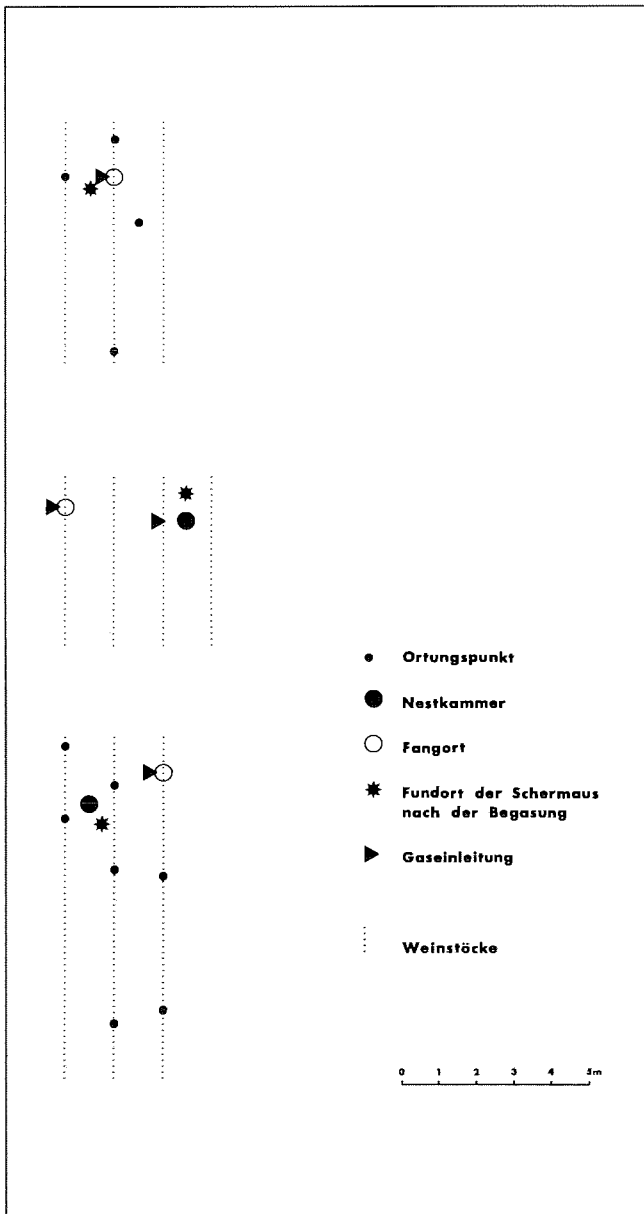 Ortungspunkt
Nestkammer
Fangort
Fundort der Schermaus
nach der Begasung
Gaseinleitung
Weinstöcke
0 1 2 3 4 5m